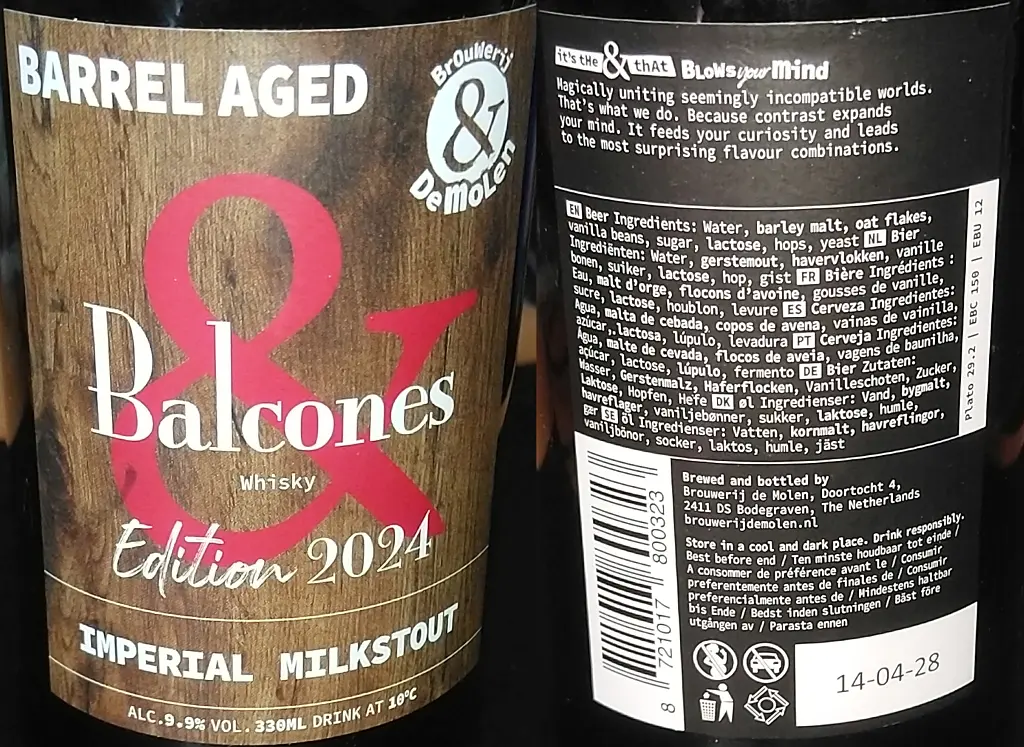 BARREL AGED
BrOuWerij
&
DeMoLen
&
Balcones
Whisky
Edition 2024
IMPERIAL MILKSTOUT
ALC.9.9% VOL. 330ML DRINK AT 10°C
it's tHe & thAt BLoWs your Mind
Magically uniting seemingly incompatible worlds.
That's what we do. Because contrast expands
your mind. It feeds your curiosity and leads
to the most surprising flavour combinations.
EN Beer Ingredients: Water, barley malt, oat flakes,
vanilla beans, sugar, lactose, hops, yeast NL Bier
Ingrediënten: Water, gerstemout, havervlokken, vanille
bonen, suiker, lactose, hop, gist FR Bière Ingrédients :
Eau, malt d'orge, flocons d'avoine, gousses de vanille,
sucre, lactose, houblon, levure ES Cerveza Ingredientes:
Agua, malta de cebada, copos de avena, vainas de vainilla,
azúcar, lactosa, lúpulo, levadura PT Cerveja Ingredientes:
Água, malte de cevada, flocos de aveia, vagens de baunilha,
açúcar, lactose, lúpulo, fermento DE Bier Zutaten:
Wasser, Gerstenmalz, Haferflocken, Vanilleschoten, Zucker,
Laktose, Hopfen, Hefe DK øl Ingredienser: Vand, bygmalt,
havreflager, vaniljebønner, sukker, laktose, humle,
ger SE öl Ingredienser: Vatten, kornmalt, havreflingor,
vaniljbönor, socker, laktos, humle, jäst
Plato 29.2 | EBC 150 | EBU 12
Brewed and bottled by
Brouwerij de Molen, Doortocht 4,
2411 DS Bodegraven, The Netherlands
brouwerijdemolen.nl
Store in a cool and dark place. Drink responsibly.
Best before end / Ten minste houdbaar tot einde /
A consommer de préférence avant le / Consumir
preferentemente antes de finales de / Consumir
preferencialmente antes de / Mindestens haltbar
bis Ende / Bedst inden slutningen / Bäst före
utgången av / Parasta ennen
14-04-28
8 721017 800323